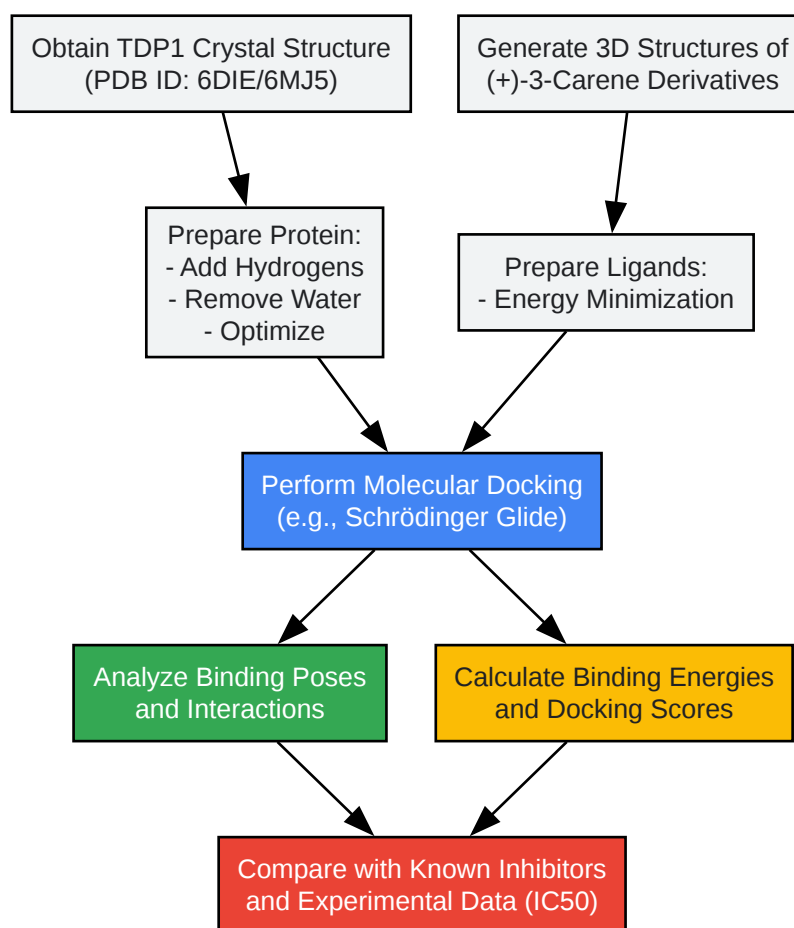 Obtain TDP1 Crystal Structure
(PDB ID: 6DIE/6MJ5)
Generate 3D Structures of
(+)-3-Carene Derivatives
Prepare Protein:
- Add Hydrogens
- Remove Water
- Optimize
Prepare Ligands:
- Energy Minimization
Perform Molecular Docking
(e.g., Schrödinger Glide)
Analyze Binding Poses
and Interactions
Calculate Binding Energies
and Docking Scores
Compare with Known Inhibitors
and Experimental Data (IC50)